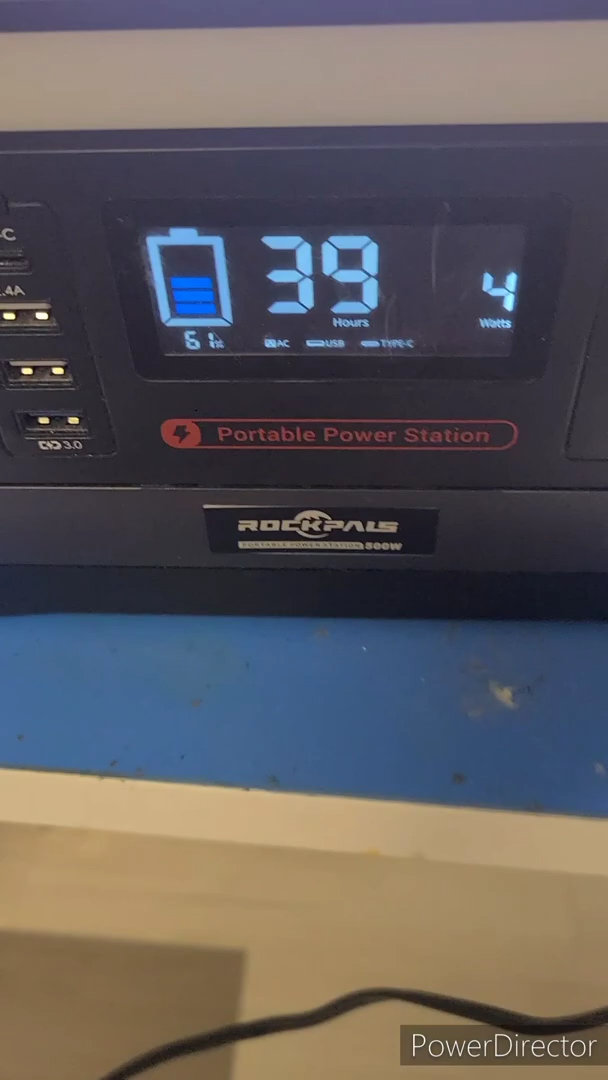 -C
.4A
3.0
39
Hours
4
Watts
61%
AC
USB
TYPE-C
Portable Power Station
ROCKPALS
PORTABLE POWER STATION 500W
PowerDirector